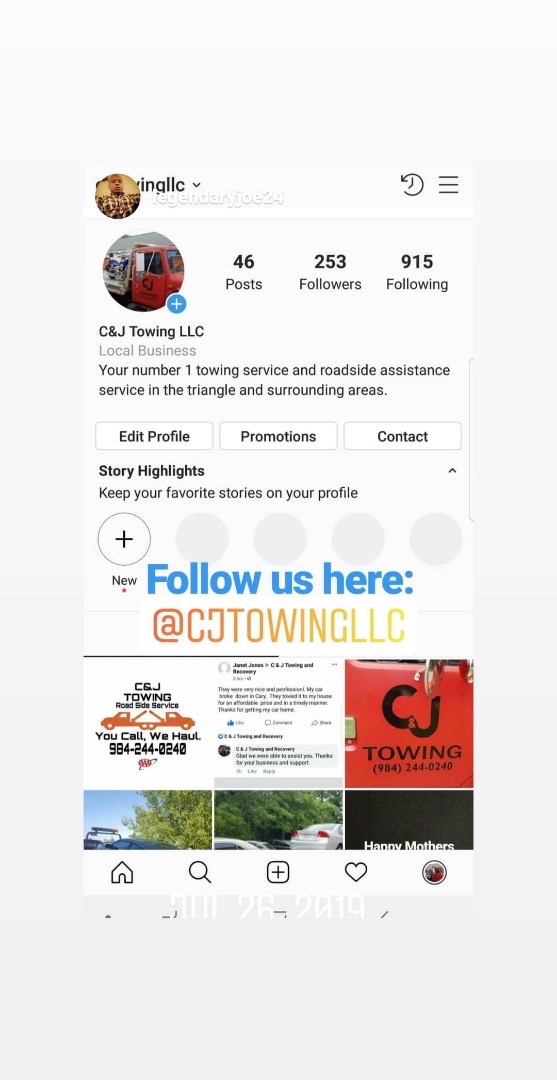 ingllc
legendaryjoe24
46
253
915
Posts
Followers
Following
C&J Towing LLC
Local Business
Your number 1 towing service and roadside assistance
service in the triangle and surrounding areas.
Edit Profile
Promotions
Contact
Story Highlights
Keep your favorite stories on your profile
New
Follow us here:
@CJTOWINGLLC
C&J
TOWING
Road Side Service
You Call, We Haul.
984-244-0240
AAA
Janet Jones ▸ C & J Towing and
Recovery
They were very nice and professionl. My car
broke down in Cary. They towed it to my house
for an affordable price and in a timely manner.
Thanks for getting my car home.
Like
Comment
Share
C & J Towing and Recovery
C & J Towing and Recovery
Glad we were able to assist you. Thanks
for your business and support.
Like Reply
CJ
TOWING
(984) 244-0240
Happy Mothers
JUL 26, 2019